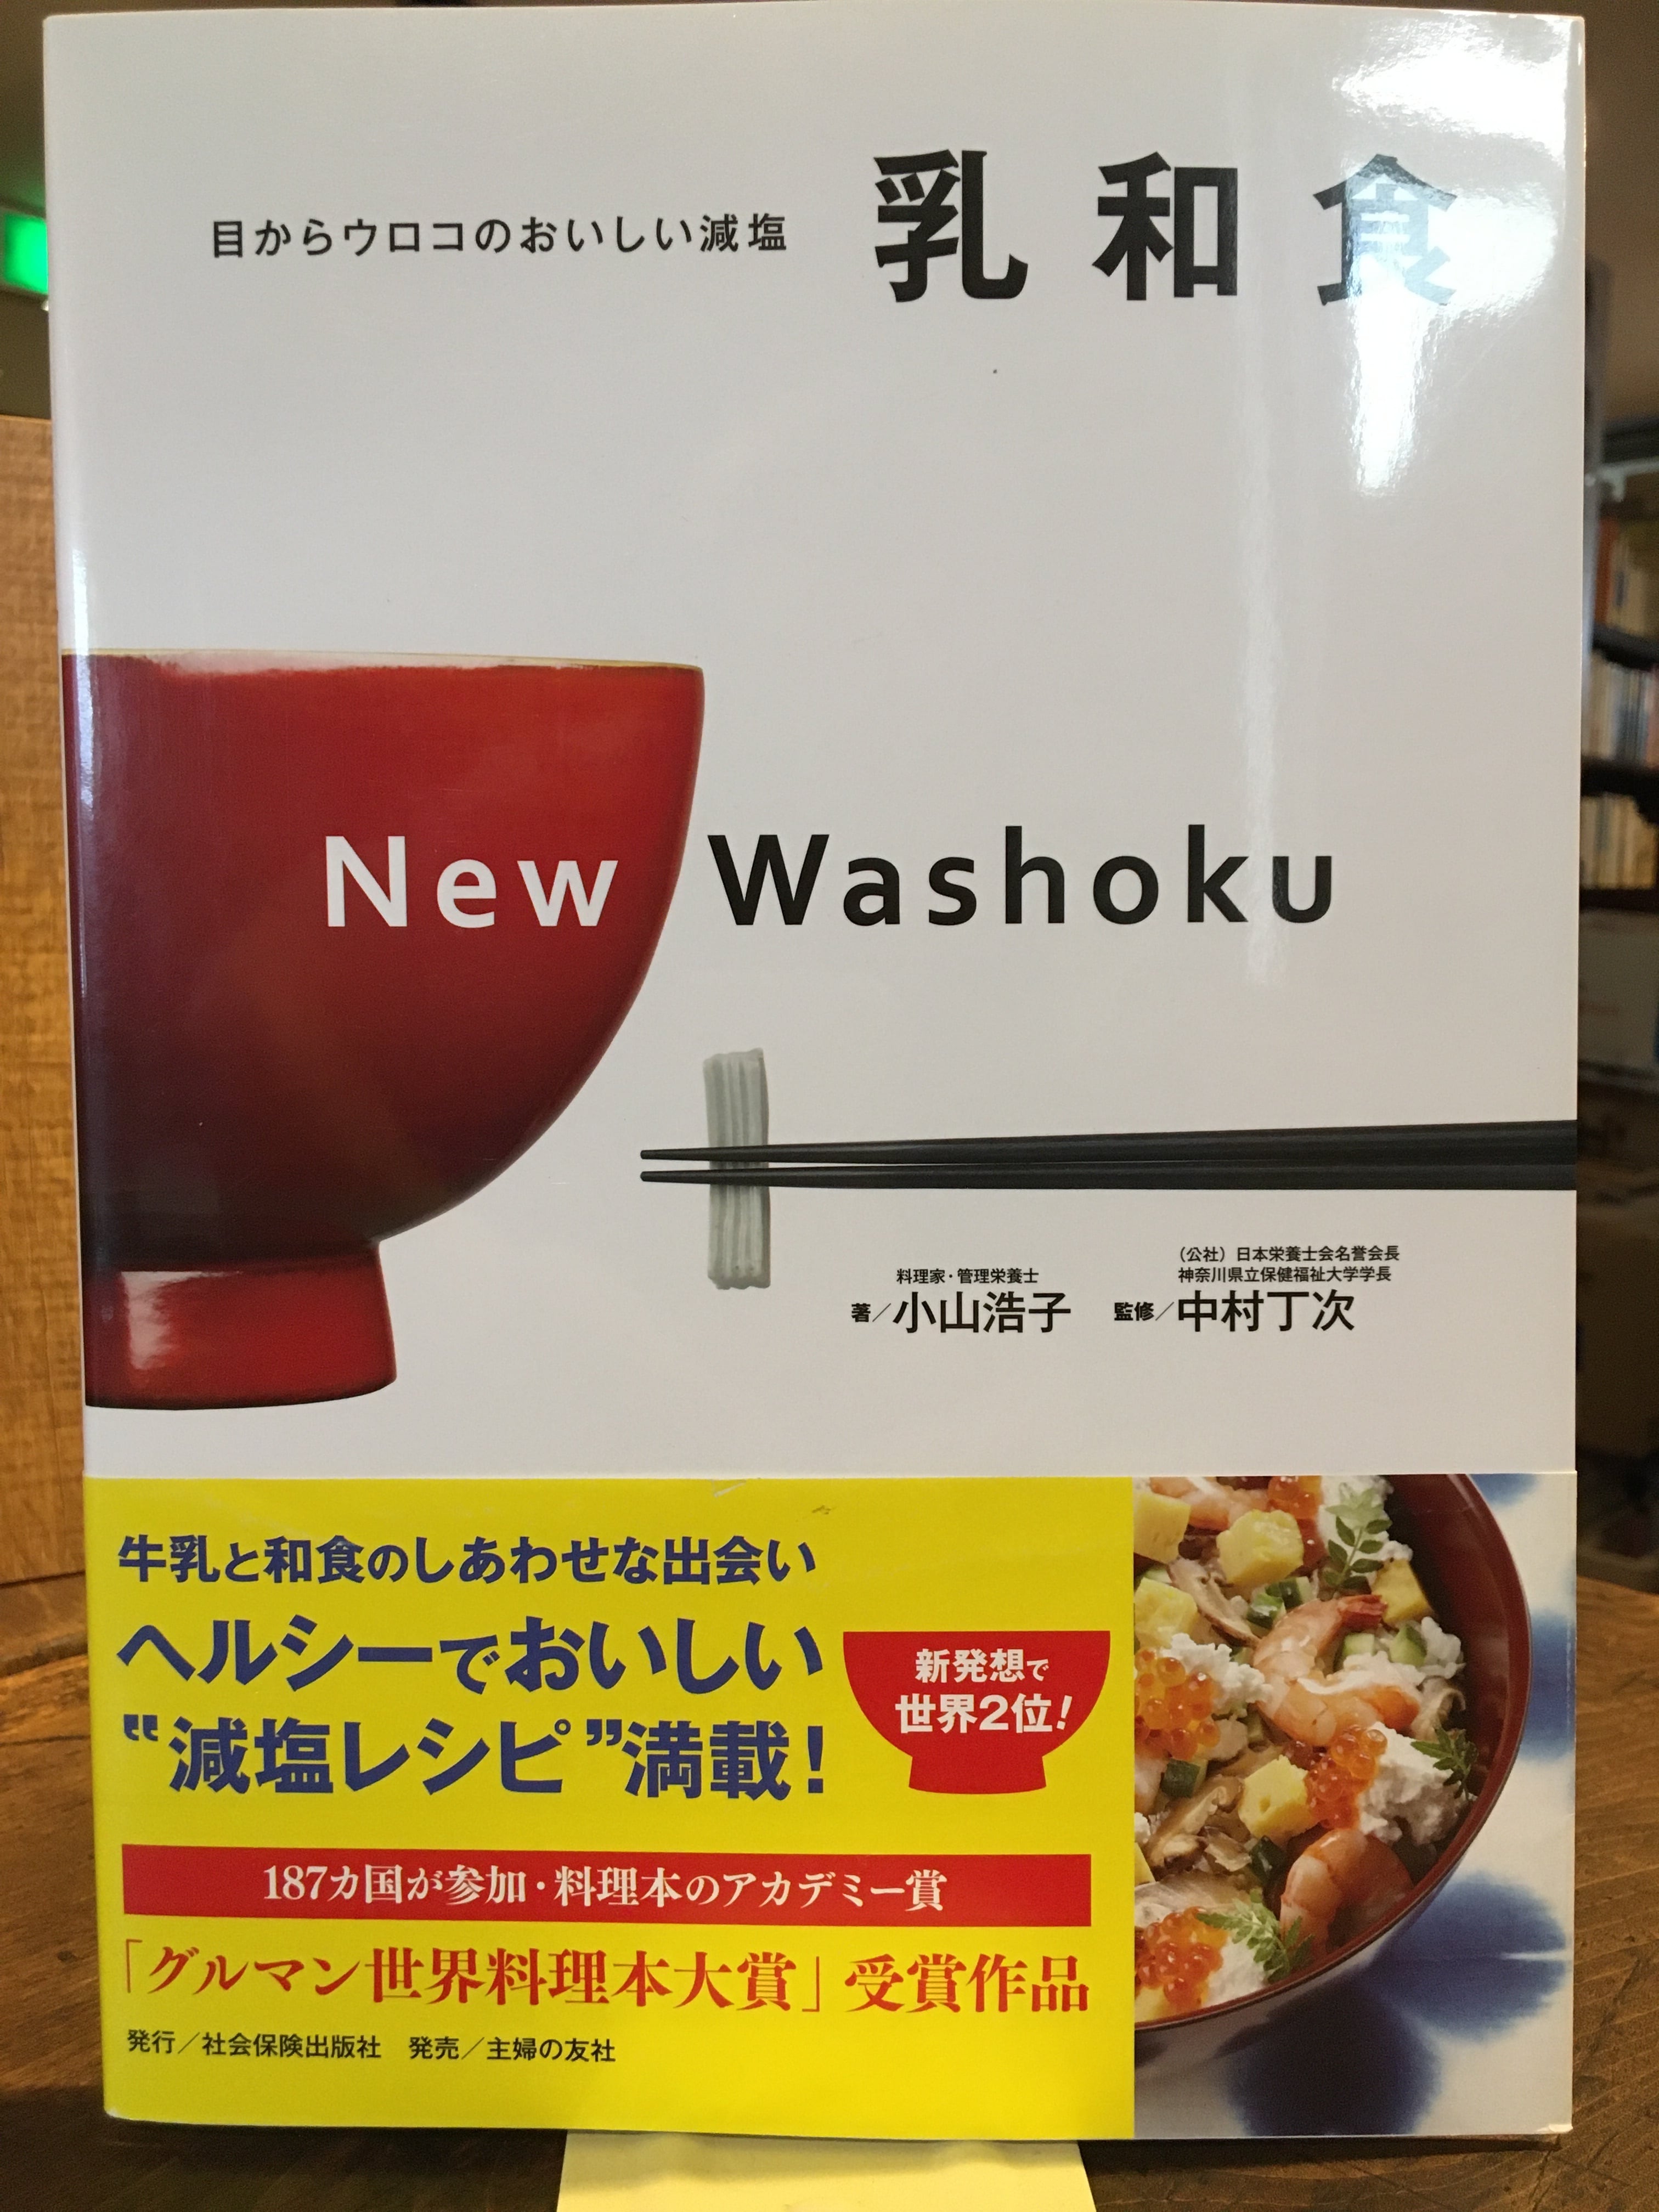 目からウロコのおいしい減塩 乳和食
New Washoku
料理家・管理栄養士
著／小山浩子
（公社）日本栄養士会名誉会長
神奈川県立保健福祉大学学長
監修／中村丁次
牛乳と和食のしあわせな出会い
ヘルシーでおいしい
“減塩レシピ”満載！
新発想で
世界2位！
187カ国が参加・料理本のアカデミー賞
「グルマン世界料理本大賞」受賞作品
発行／社会保険出版社　発売／主婦の友社